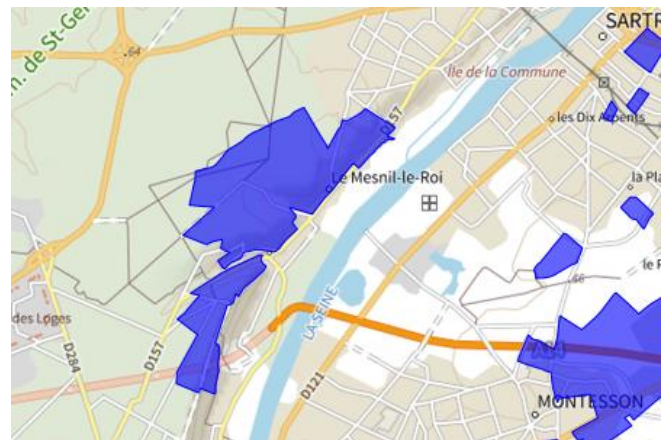 SARTR
m. de St-Ge
64
Île de la Commune
D157
les Dix Arpents
Le Mesnil-le-Roi
la Pla
le F
46
des Loges
LA SEINE
D157
D284
D121
A14
MONTESSON